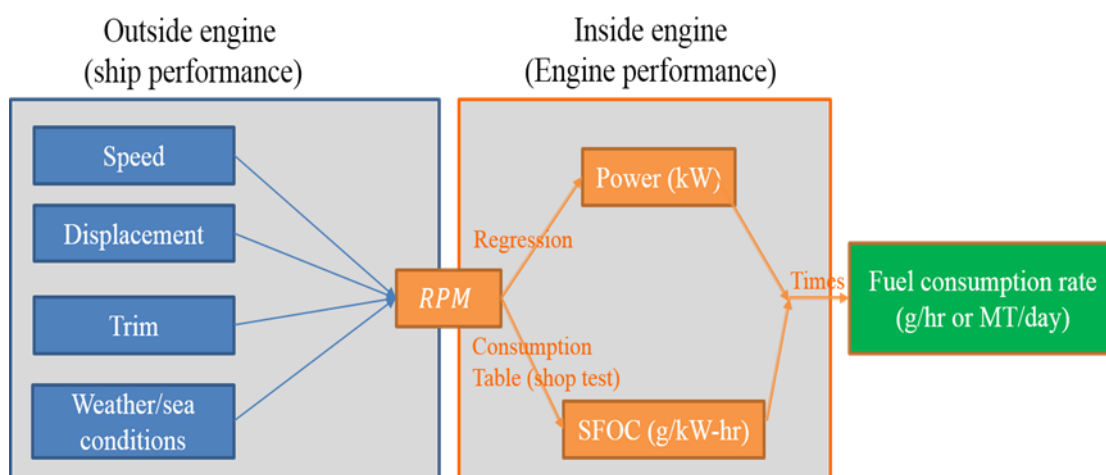 Outside engine
(ship performance)
Inside engine
(Engine performance)
Speed
Displacement
Trim
Weather/sea
conditions
RPM
Regression
Consumption
Table (shop test)
Power (kW)
SFOC (g/kW-hr)
Times
Fuel consumption rate
(g/hr or MT/day)